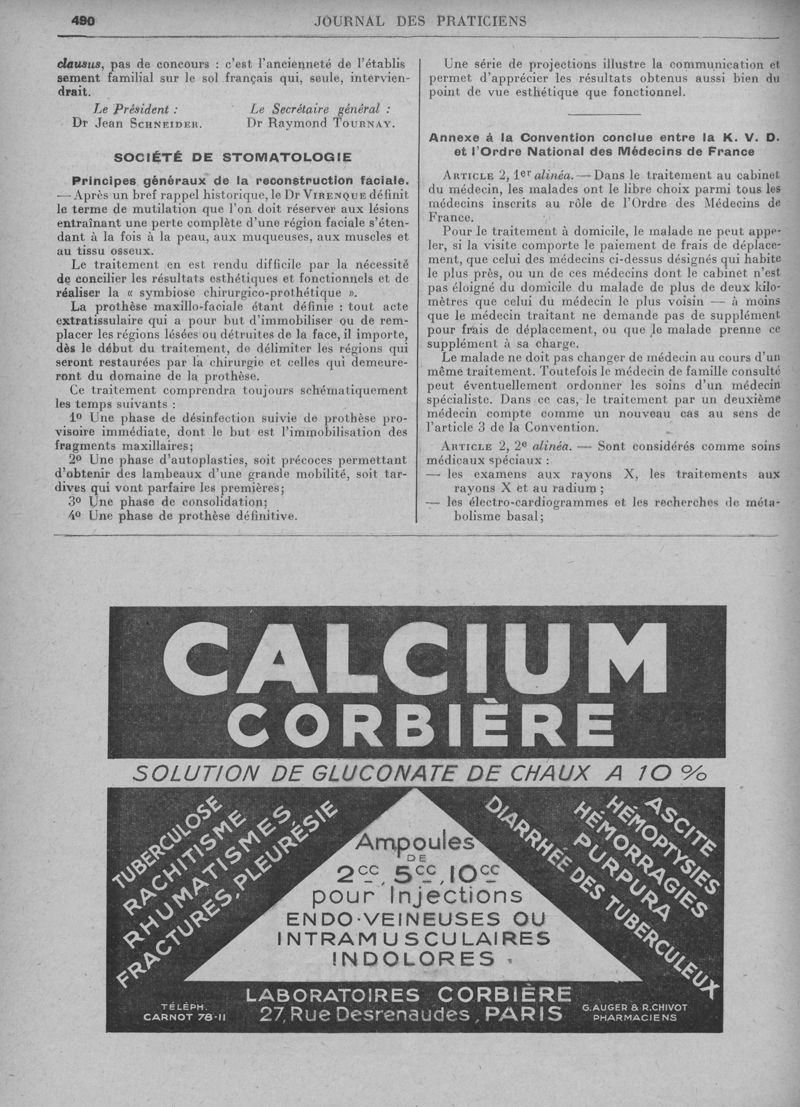 490
JOURNAL DES PRATICIENS
clausus, pas de concours : c'est l'ancienneté de l'établis
sement familial sur le sol français qui, seule, intervien-
drait.
Le Président :
Le Secrétaire général :
Dr Jean SCHNEIDER.
Dr Raymond TOURNAY.
SOCIÉTÉ DE STOMATOLOGIE
Principes généraux de la reconstruction faciale.
— Après un bref rappel historique, le Dr VIRENQUE définit
le terme de mutilation que l'on doit réserver aux lésions
entraînant une perte complète d'une région faciale s'éten-
dant à la fois à la peau, aux muqueuses, aux muscles et
au tissu osseux.
Le traitement en est rendu difficile par la nécessité
de concilier les résultats esthétiques et fonctionnels et de
réaliser la « symbiose chirurgico-prothétique ».
La prothèse maxillo-faciale étant définie : tout acte
extratissulaire qui a pour but d'immobiliser ou de rem-
placer les régions lésées ou détruites de la face, il importe,
dès le début du traitement, de délimiter les régions qui
seront restaurées par la chirurgie et celles qui demeure-
ront du domaine de la prothèse.
Ce traitement comprendra toujours schématiquement
les temps suivants :
1º Une phase de désinfection suivie de prothèse pro-
visoire immédiate, dont le but est l'immobilisation des
fragments maxillaires;
2º Une phase d'autoplasties, soit précoces permettant
d'obtenir des lambeaux d'une grande mobilité, soit tar-
dives qui vont parfaire les premières;
3º Une phase de consolidation;
4º Une phase de prothèse définitive.
Une série de projections illustre la communication et
permet d'apprécier les résultats obtenus aussi bien du
point de vue esthétique que fonctionnel.
Annexe à la Convention conclue entre la K. V. D.
et l'Ordre National des Médecins de France
ARTICLE 2, 1er alinéa. — Dans le traitement au cabinet
du médecin, les malades ont le libre choix parmi tous les
médecins inscrits au rôle de l'Ordre des Médecins de
France.
Pour le traitement à domicile, le malade ne peut appe-
ler, si la visite comporte le paiement de frais de déplace-
ment, que celui des médecins ci-dessus désignés qui habite
le plus près, ou un de ces médecins dont le cabinet n'est
pas éloigné du domicile du malade de plus de deux kilo-
mètres que celui du médecin le plus voisin — à moins
que le médecin traitant ne demande pas de supplément
pour frais de déplacement, ou que le malade prenne ce
supplément à sa charge.
Le malade ne doit pas changer de médecin au cours d'un
même traitement. Toutefois le médecin de famille consulté
peut éventuellement ordonner les soins d'un médecin
spécialiste. Dans ce cas, le traitement par un deuxième
médecin compte comme un nouveau cas au sens de
l'article 3 de la Convention.
ARTICLE 2, 2e alinéa. — Sont considérés comme soins
médicaux spéciaux :
— les examens aux rayons X, les traitements aux
rayons X et au radium ;
— les électro-cardiogrammes et les recherches de méta-
bolisme basal;
CALCIUM
CORBIÈRE
SOLUTION DE GLUCONATE DE CHAUX A 10 %
TUBERCULOSE
RACHITISME
RHUMATISMES,
FRACTURES, PLEURÉSIE
Ampoules
DE
2cc, 5cc, 10cc
pour Injections
ENDO-VEINEUSES OU
INTRAMUSCULAIRES
INDOLORES.
ASCITE
HÉMOPTYSIES
HÉMORRAGIES
PURPURA
DIARRHÉE DES TUBERCULEUX
LABORATOIRES CORBIÈRE
27, Rue Desrenaudes, PARIS
TÉLÉPH.
CARNOT 78-11
G. AUGER & R. CHIVOT
PHARMACIENS